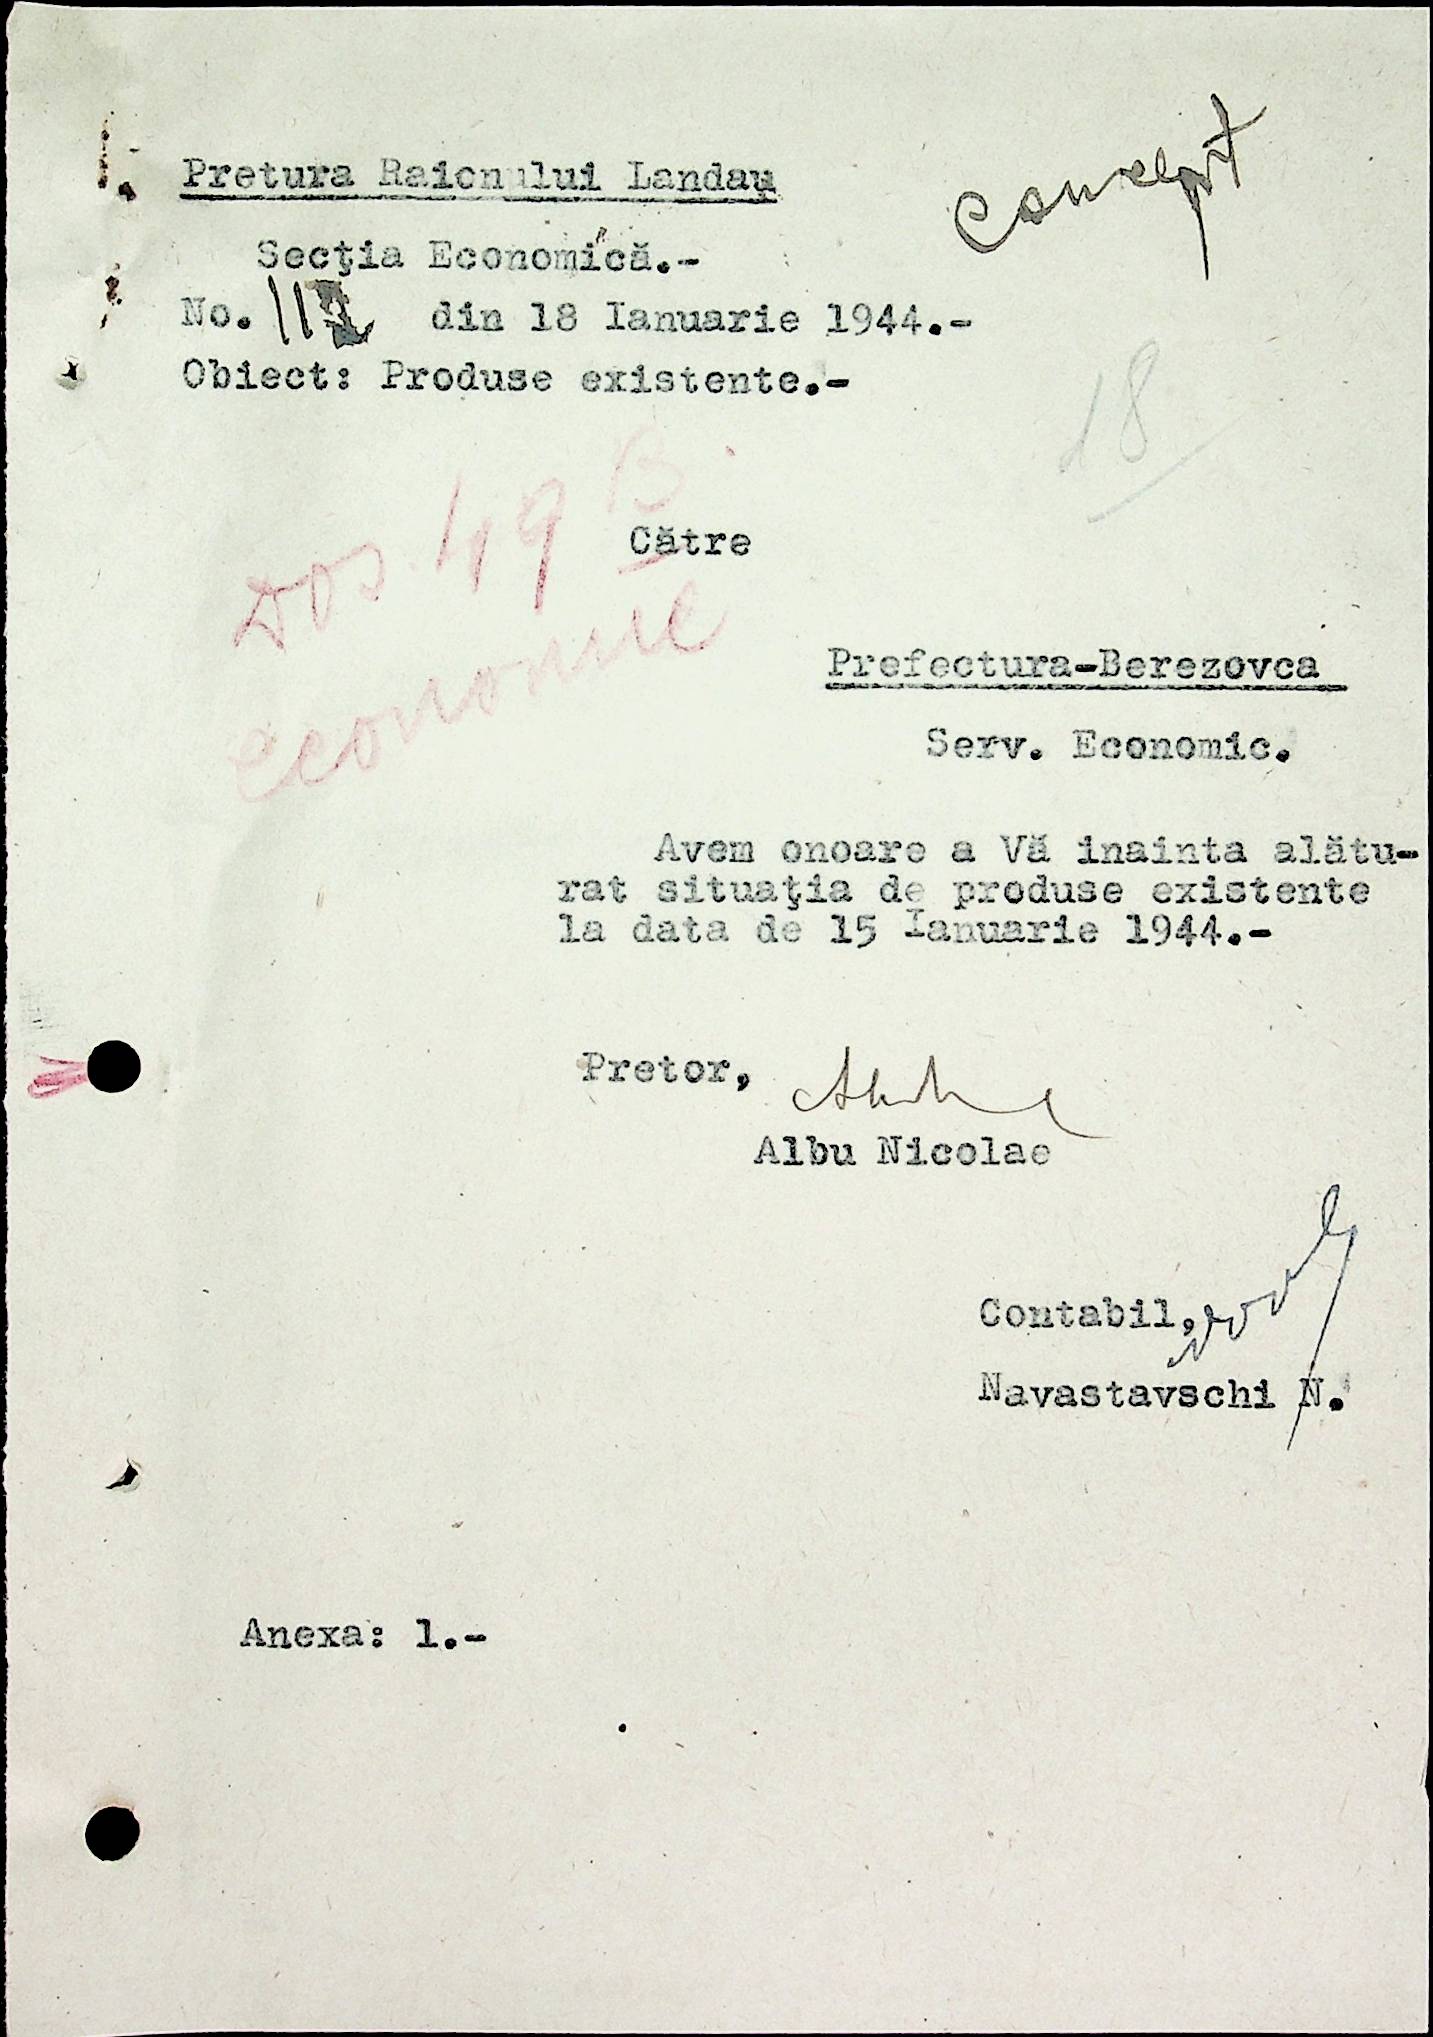 concept
Pretura Raionului Landau
Secţia Economică.-
No. 112 din 18 Ianuarie 1944.-
Obiect: Produse existente.-
18
Dos. 49 B
economic
Către
Prefectura-Berezovca
Serv. Economic.
Avem onoare a Vă inainta alătu-
rat situaţia de produse existente
la data de 15 Ianuarie 1944.-
Pretor,
Albu Nicolae
Contabil,
Navastavschi N.
Anexa: 1.-